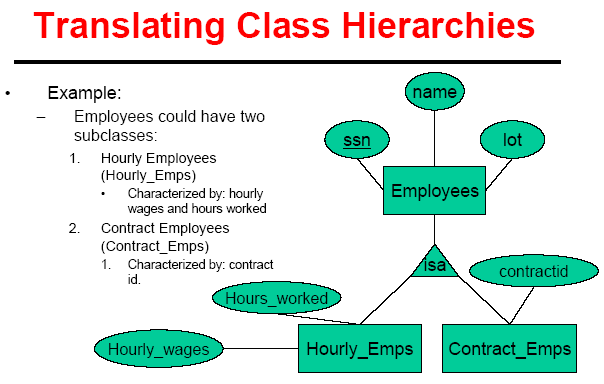 Translating Class Hierarchies
• Example:
– Employees could have two
subclasses:
1. Hourly Employees
(Hourly_Emps)
• Characterized by: hourly
wages and hours worked
2. Contract Employees
(Contract_Emps)
1. Characterized by: contract
id.
name
ssn
lot
Employees
isa
contractid
Hours_worked
Hourly_wages
Hourly_Emps
Contract_Emps